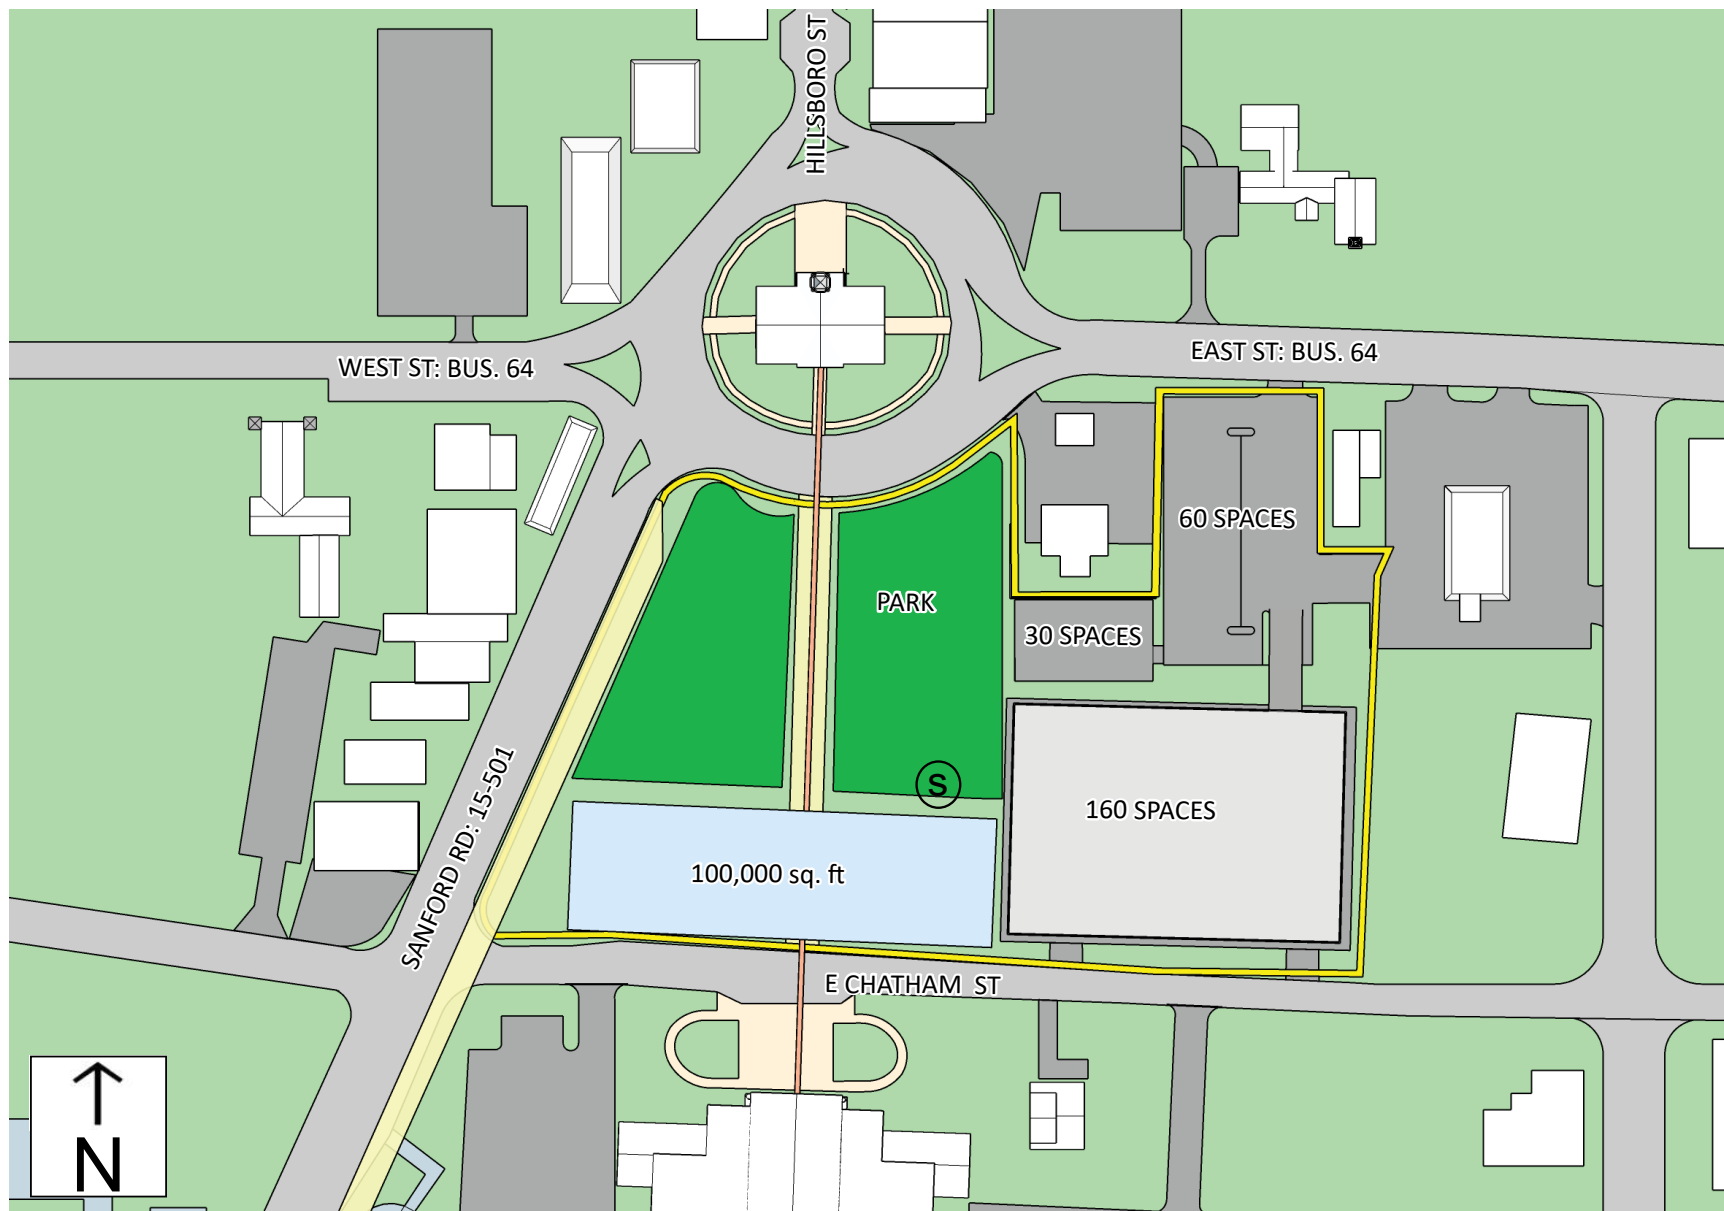 HILLSBORO ST
WEST ST: BUS. 64
EAST ST: BUS. 64
60 SPACES
PARK
30 SPACES
SANFORD RD: 15-501
S
160 SPACES
100,000 sq. ft
E CHATHAM ST
N